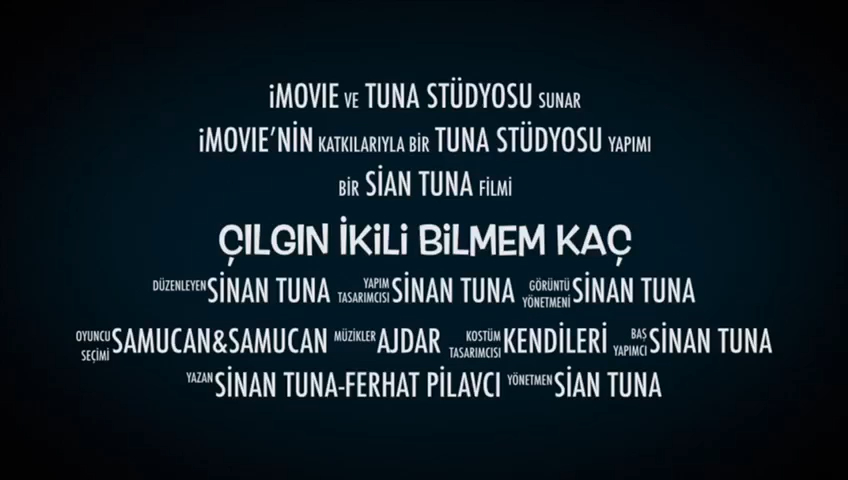 iMOVIE VE TUNA STÜDYOSU SUNAR
iMOVIE'NİN KATKILARIYLA BİR TUNA STÜDYOSU YAPIMI
BİR SİAN TUNA FİLMİ
ÇILGIN İKİLİ BİLMEM KAÇ
DÜZENLEYEN SİNAN TUNA YAPIM TASARIMCISI SİNAN TUNA GÖRÜNTÜ YÖNETMENİ SİNAN TUNA
OYUNCU SEÇİMİ SAMUCAN&SAMUCAN MÜZİKLER AJDAR KOSTÜM TASARIMCISI KENDİLERİ BAŞ YAPIMCI SİNAN TUNA
YAZAN SİNAN TUNA-FERHAT PİLAVCI YÖNETMEN SİAN TUNA